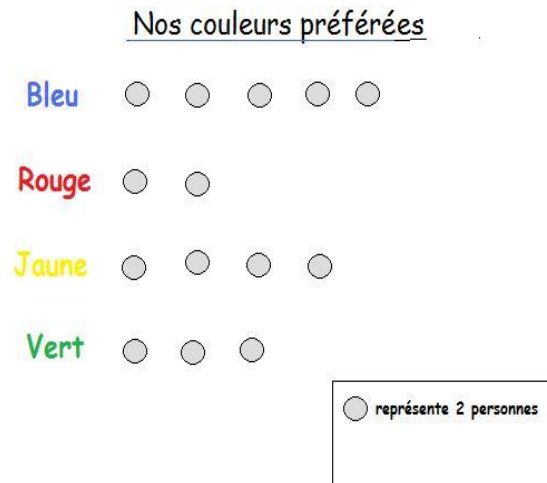 Nos couleurs préférées
Bleu
Rouge
Jaune
Vert
représente 2 personnes